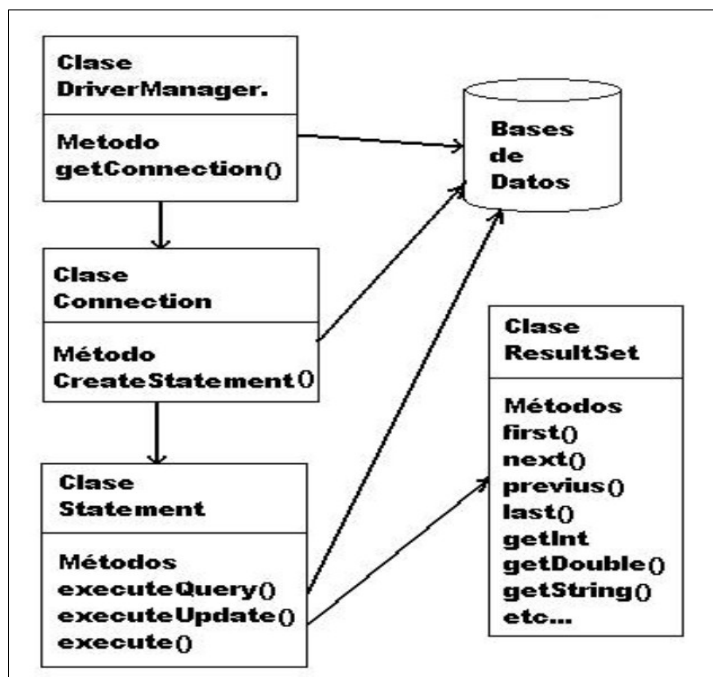 Clase
DriverManager.
Metodo
getConnection()
Bases
de
Datos
Clase
Connection
Método
CreateStatement()
Clase
Statement
Métodos
executeQuery()
executeUpdate()
execute()
Clase
ResultSet
Métodos
first()
next()
previus()
last()
getInt
getDouble()
getString()
etc...